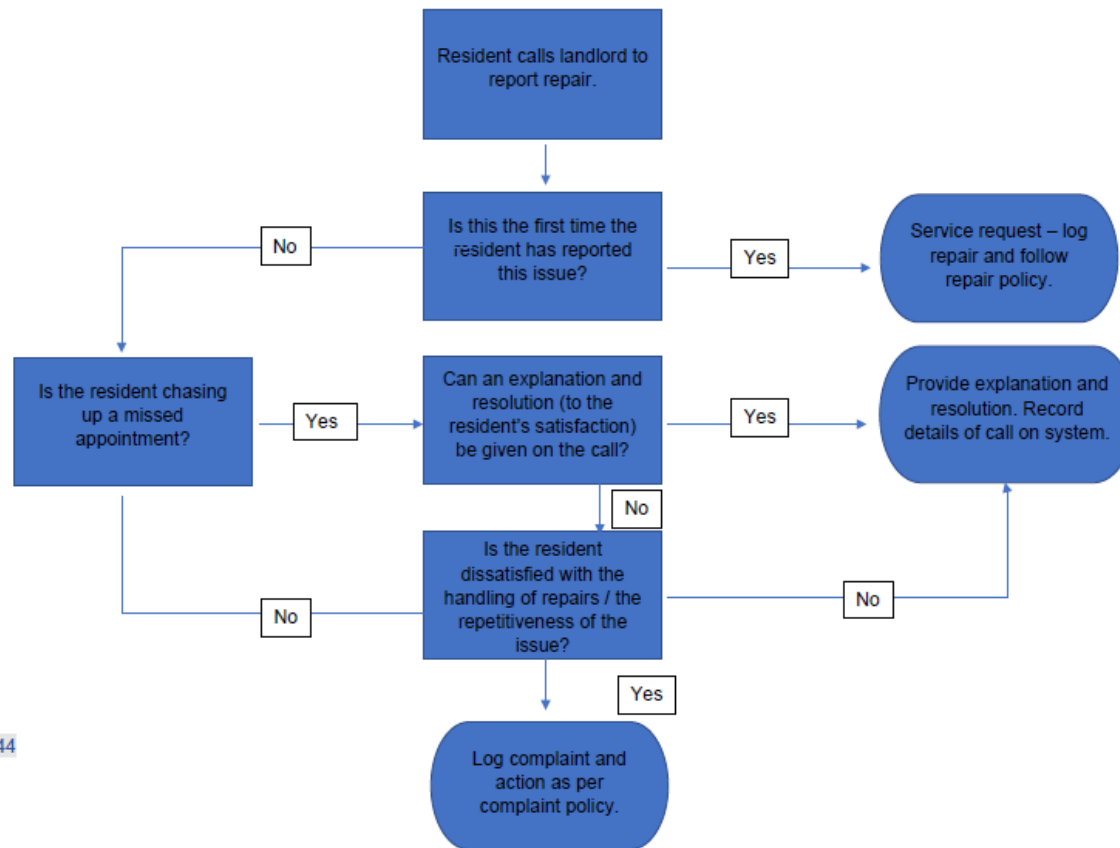 Resident calls landlord to
report repair.
Is this the first time the
resident has reported
this issue?
No
Yes
Service request – log
repair and follow
repair policy.
Is the resident chasing
up a missed
appointment?
Yes
Can an explanation and
resolution (to the
resident's satisfaction)
be given on the call?
Yes
Provide explanation and
resolution. Record
details of call on system.
No
Is the resident
dissatisfied with the
handling of repairs / the
repetitiveness of the
issue?
No
No
Yes
Log complaint and
action as per
complaint policy.
44